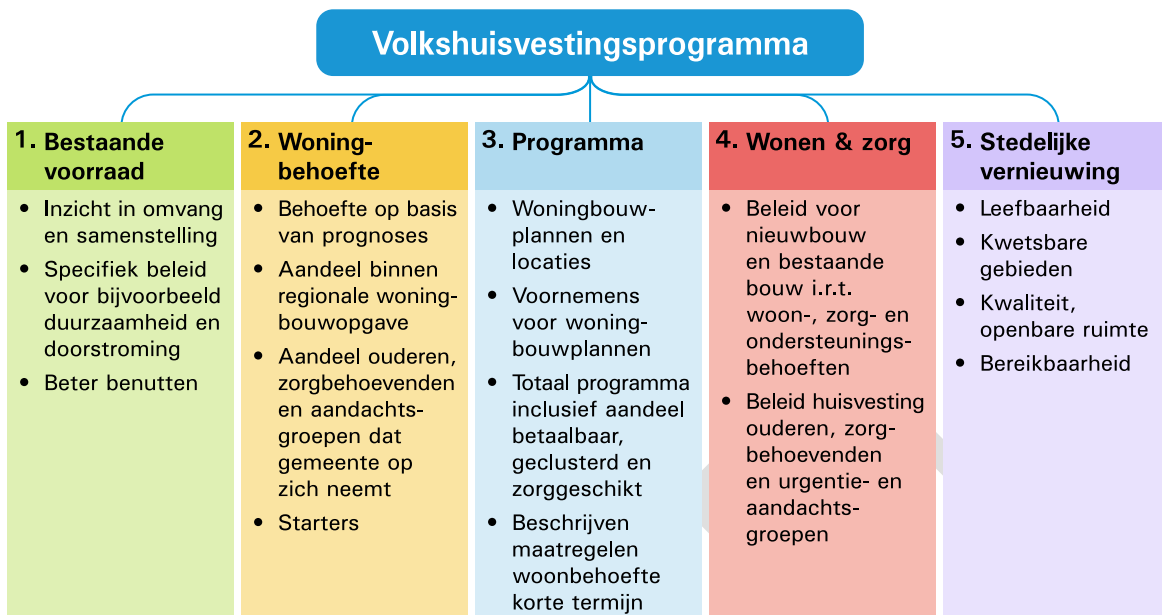 Volkshuisvestingsprogramma
1. Bestaande
voorraad
• Inzicht in omvang
en samenstelling
• Specifiek beleid
voor bijvoorbeeld
duurzaamheid en
doorstroming
• Beter benutten
2. Woning-
behoefte
• Behoefte op basis
van prognoses
• Aandeel binnen
regionale woning-
bouwopgave
• Aandeel ouderen,
zorgbehoevenden
en aandachts-
groepen dat
gemeente op
zich neemt
• Starters
3. Programma
• Woningbouw-
plannen en
locaties
• Voornemens
voor woning-
bouwplannen
• Totaal programma
inclusief aandeel
betaalbaar,
geclusterd en
zorggeschikt
• Beschrijven
maatregelen
woonbehoefte
korte termijn
4. Wonen & zorg
• Beleid voor
nieuwbouw
en bestaande
bouw i.r.t.
woon-, zorg- en
ondersteunings-
behoeften
• Beleid huisvesting
ouderen, zorg-
behoevenden
en urgentie- en
aandachts-
groepen
5. Stedelijke
vernieuwing
• Leefbaarheid
• Kwetsbare
gebieden
• Kwaliteit,
openbare ruimte
• Bereikbaarheid